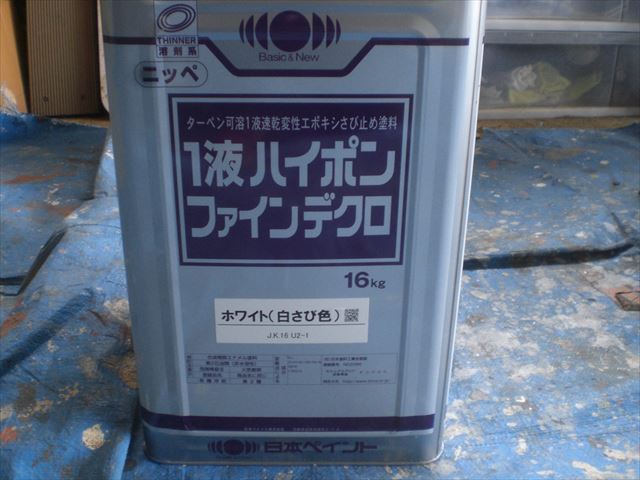 THINNER
溶剤系
ニッペ
Basic & New
ターペン可溶1液速乾変性エポキシさび止め塗料
1液ハイポン
ファインデクロ
16kg
ホワイト(白さび色)
J.K.16 U2-I
日本ペイント